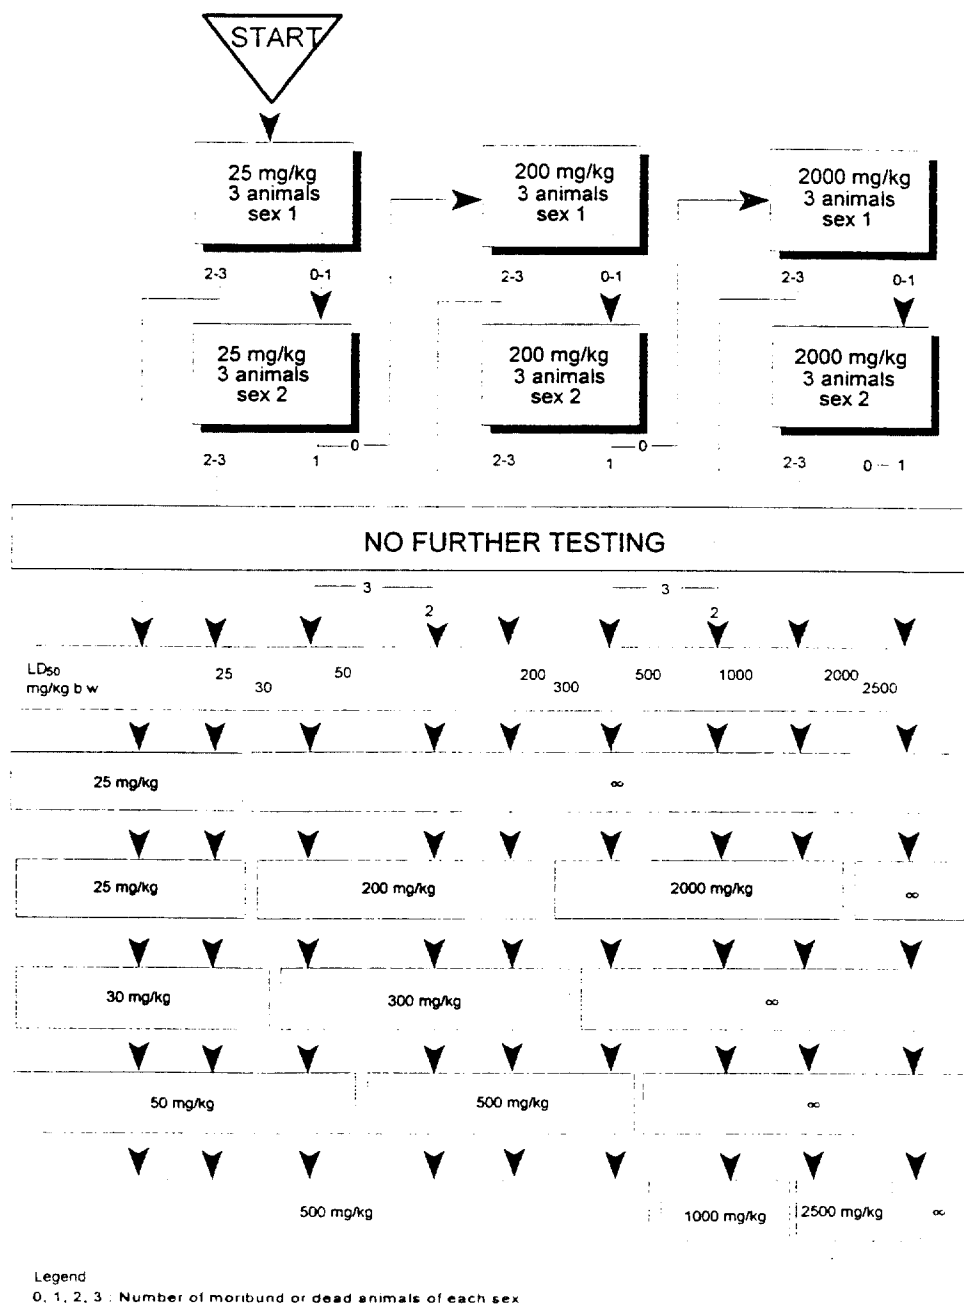 START
25 mg/kg
3 animals
sex 1
200 mg/kg
3 animals
sex 1
2000 mg/kg
3 animals
sex 1
2-3 0-1 2-3 0-1 2-3 0-1
25 mg/kg
3 animals
sex 2
200 mg/kg
3 animals
sex 2
2000 mg/kg
3 animals
sex 2
0 0
2-3 1 2-3 1 2-3 0 - 1
NO FURTHER TESTING
3 3
2 2
LD50
mg/kg b w
25 50 200 500 1000 2000
30 300 2500
25 mg/kg ∞
25 mg/kg 200 mg/kg 2000 mg/kg ∞
30 mg/kg 300 mg/kg ∞
50 mg/kg 500 mg/kg ∞
500 mg/kg 1000 mg/kg 2500 mg/kg ∞
Legend
0, 1, 2, 3 : Number of moribund or dead animals of each sex